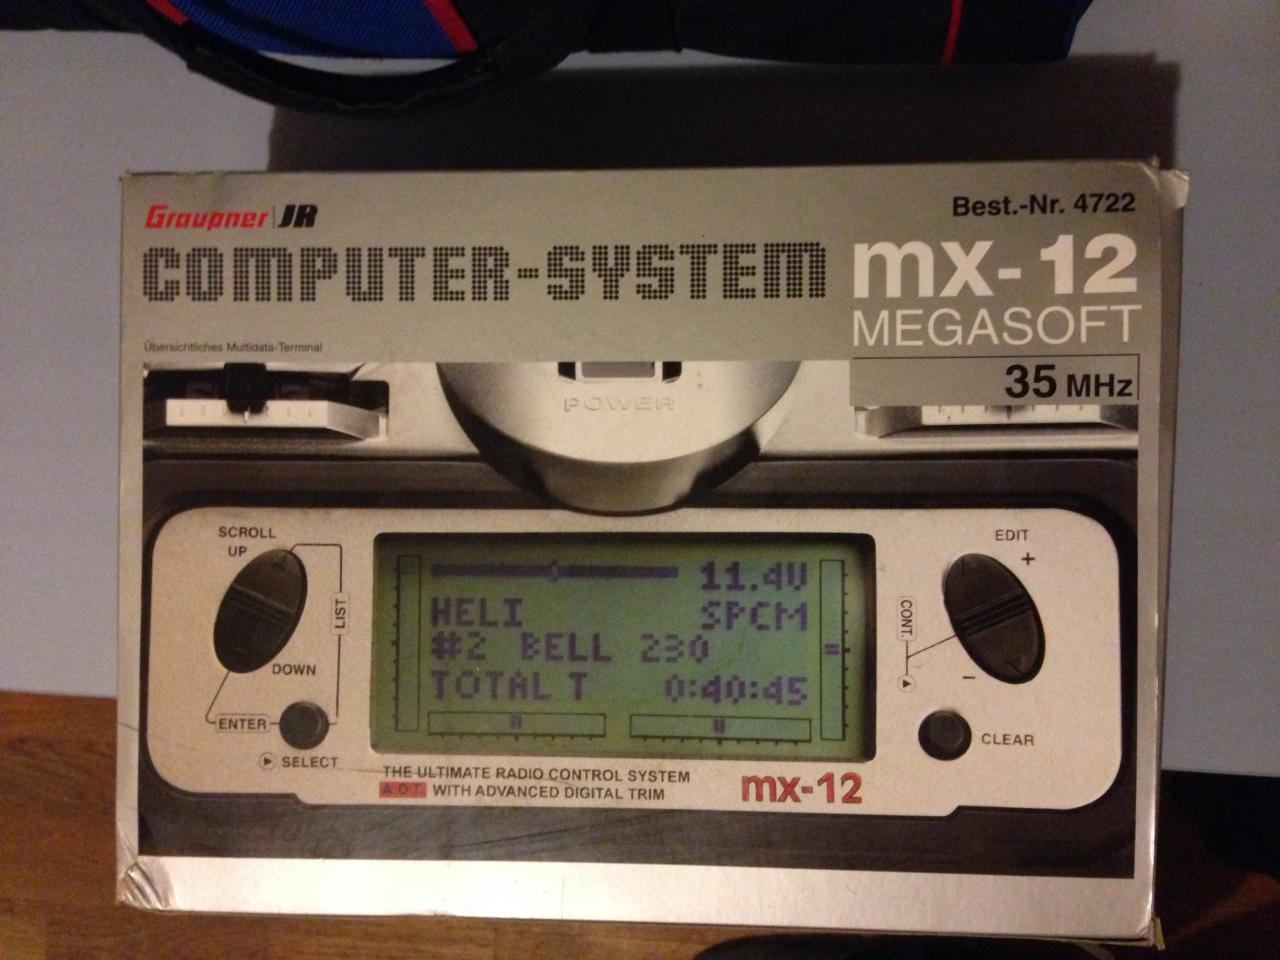 Graupner JR
Best.-Nr. 4722
COMPUTER-SYSTEM
mx-12
MEGASOFT
Übersichtliches Multidata-Terminal
35 MHz
POWER
SCROLL
UP
LIST
DOWN
ENTER
SELECT
11.4V
HELI SPCM
#2 BELL 230
TOTAL T 0:40:45
EDIT
+
CONT.
-
CLEAR
THE ULTIMATE RADIO CONTROL SYSTEM
A.D.T. WITH ADVANCED DIGITAL TRIM
mx-12